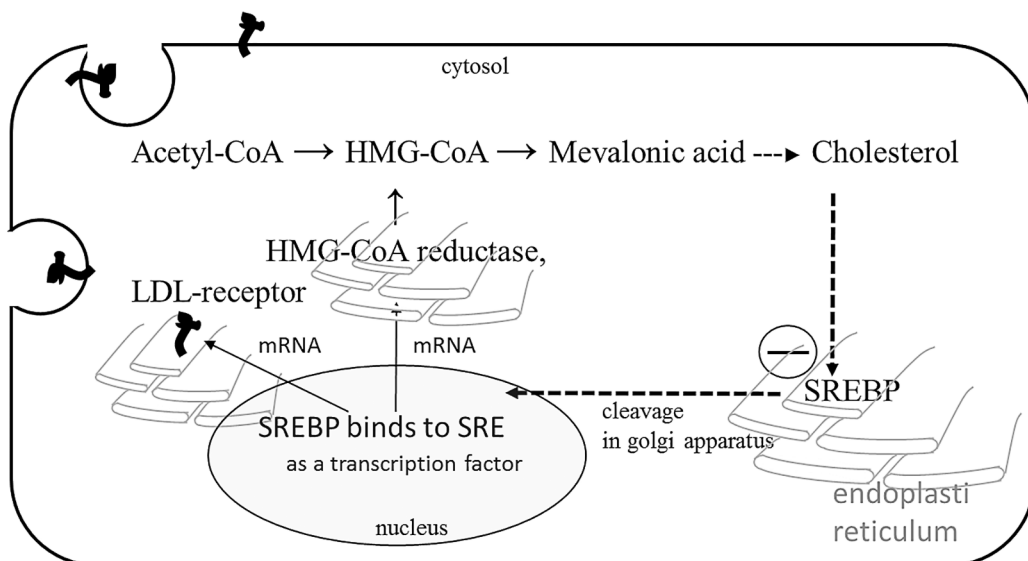 cytosol
Acetyl-CoA → HMG-CoA → Mevalonic acid ---▸ Cholesterol
HMG-CoA reductase,
LDL-receptor
mRNA
mRNA
SREBP
cleavage
in golgi apparatus
SREBP binds to SRE
as a transcription factor
nucleus
endoplasti
reticulum